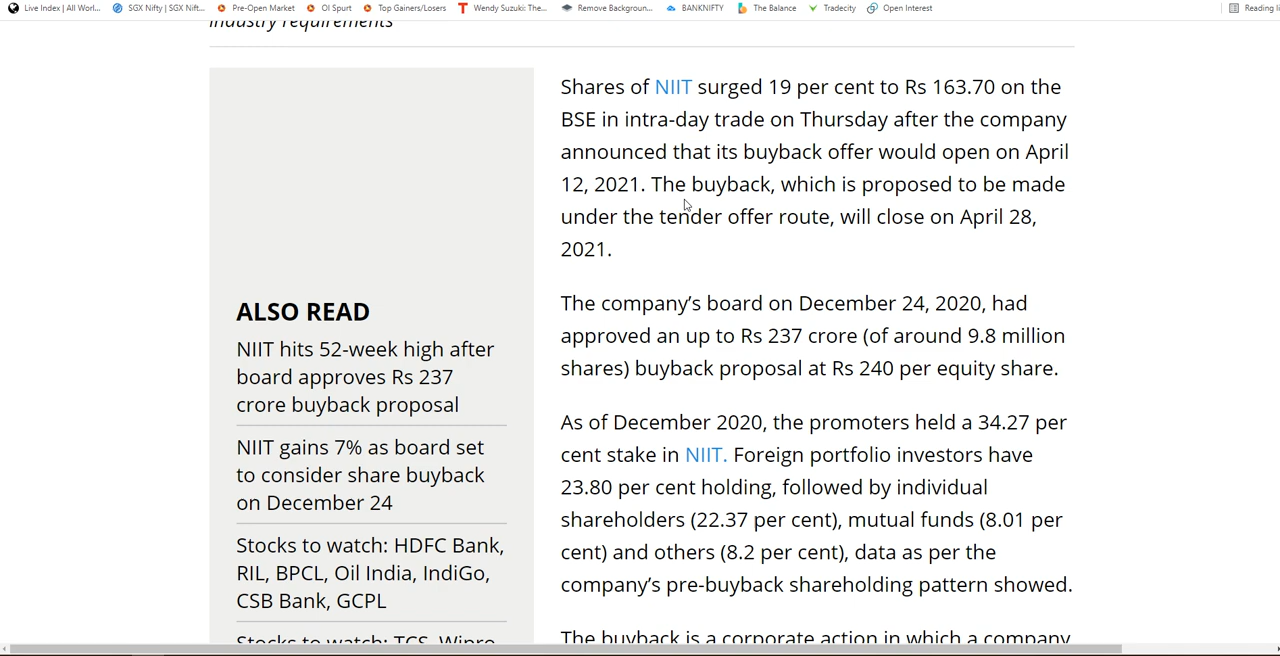 Live Index | All Worl... SGX Nifty | SGX Nift... Pre-Open Market OI Spurt Top Gainers/Losers Wendy Suzuki: The... Remove Backgroun... BANKNIFTY The Balance Tradecity Open Interest Reading li
industry requirements
Shares of NIIT surged 19 per cent to Rs 163.70 on the
BSE in intra-day trade on Thursday after the company
announced that its buyback offer would open on April
12, 2021. The buyback, which is proposed to be made
under the tender offer route, will close on April 28,
2021.
The company’s board on December 24, 2020, had
approved an up to Rs 237 crore (of around 9.8 million
shares) buyback proposal at Rs 240 per equity share.
As of December 2020, the promoters held a 34.27 per
cent stake in NIIT. Foreign portfolio investors have
23.80 per cent holding, followed by individual
shareholders (22.37 per cent), mutual funds (8.01 per
cent) and others (8.2 per cent), data as per the
company’s pre-buyback shareholding pattern showed.
The buyback is a corporate action in which a company
ALSO READ
NIIT hits 52-week high after
board approves Rs 237
crore buyback proposal
NIIT gains 7% as board set
to consider share buyback
on December 24
Stocks to watch: HDFC Bank,
RIL, BPCL, Oil India, IndiGo,
CSB Bank, GCPL
Stocks to watch: TCS, Wipro